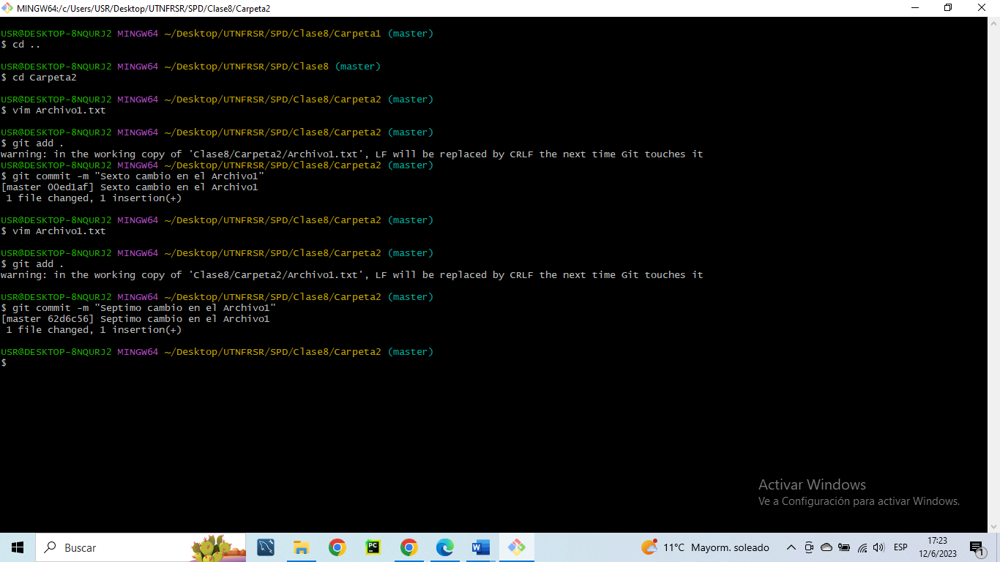 MINGW64:/c/Users/USR/Desktop/UTNFRSR/SPD/Clase8/Carpeta2
USR@DESKTOP-8NQURJ2 MINGW64 ~/Desktop/UTNFRSR/SPD/Clase8/Carpeta1 (master)
$ cd ..
USR@DESKTOP-8NQURJ2 MINGW64 ~/Desktop/UTNFRSR/SPD/Clase8 (master)
$ cd Carpeta2
USR@DESKTOP-8NQURJ2 MINGW64 ~/Desktop/UTNFRSR/SPD/Clase8/Carpeta2 (master)
$ vim Archivo1.txt
USR@DESKTOP-8NQURJ2 MINGW64 ~/Desktop/UTNFRSR/SPD/Clase8/Carpeta2 (master)
$ git add .
warning: in the working copy of 'Clase8/Carpeta2/Archivo1.txt', LF will be replaced by CRLF the next time Git touches it
USR@DESKTOP-8NQURJ2 MINGW64 ~/Desktop/UTNFRSR/SPD/Clase8/Carpeta2 (master)
$ git commit -m "Sexto cambio en el Archivo1"
[master 00ed1af] Sexto cambio en el Archivo1
1 file changed, 1 insertion(+)
USR@DESKTOP-8NQURJ2 MINGW64 ~/Desktop/UTNFRSR/SPD/Clase8/Carpeta2 (master)
$ vim Archivo1.txt
USR@DESKTOP-8NQURJ2 MINGW64 ~/Desktop/UTNFRSR/SPD/Clase8/Carpeta2 (master)
$ git add .
warning: in the working copy of 'Clase8/Carpeta2/Archivo1.txt', LF will be replaced by CRLF the next time Git touches it
USR@DESKTOP-8NQURJ2 MINGW64 ~/Desktop/UTNFRSR/SPD/Clase8/Carpeta2 (master)
$ git commit -m "Septimo cambio en el Archivo1"
[master 62d6c56] Septimo cambio en el Archivo1
1 file changed, 1 insertion(+)
USR@DESKTOP-8NQURJ2 MINGW64 ~/Desktop/UTNFRSR/SPD/Clase8/Carpeta2 (master)
$
Activar Windows
Ve a Configuración para activar Windows.
Buscar
PC
W
11°C Mayorm. soleado
ESP
17:23
12/6/2023
1